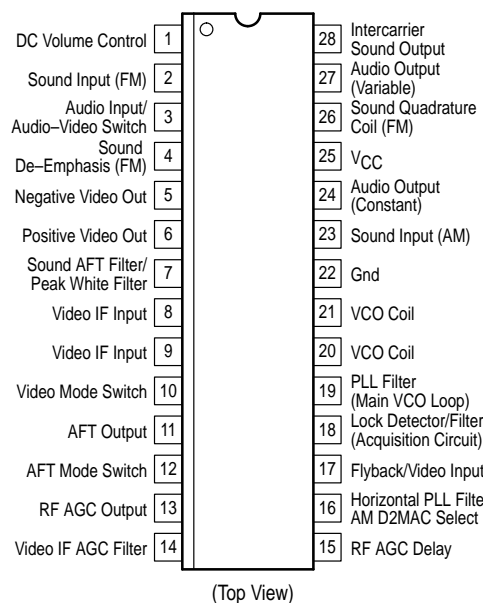 DC Volume Control 1
Sound Input (FM) 2
Audio Input/
Audio–Video Switch 3
Sound
De–Emphasis (FM) 4
Negative Video Out 5
Positive Video Out 6
Sound AFT Filter/
Peak White Filter 7
Video IF Input 8
Video IF Input 9
Video Mode Switch 10
AFT Output 11
AFT Mode Switch 12
RF AGC Output 13
Video IF AGC Filter 14
28 Intercarrier
Sound Output
27 Audio Output
(Variable)
26 Sound Quadrature
Coil (FM)
25 VCC
24 Audio Output
(Constant)
23 Sound Input (AM)
22 Gnd
21 VCO Coil
20 VCO Coil
19 PLL Filter
(Main VCO Loop)
18 Lock Detector/Filter
(Acquisition Circuit)
17 Flyback/Video Input
16 Horizontal PLL Filte
AM D2MAC Select
15 RF AGC Delay
(Top View)